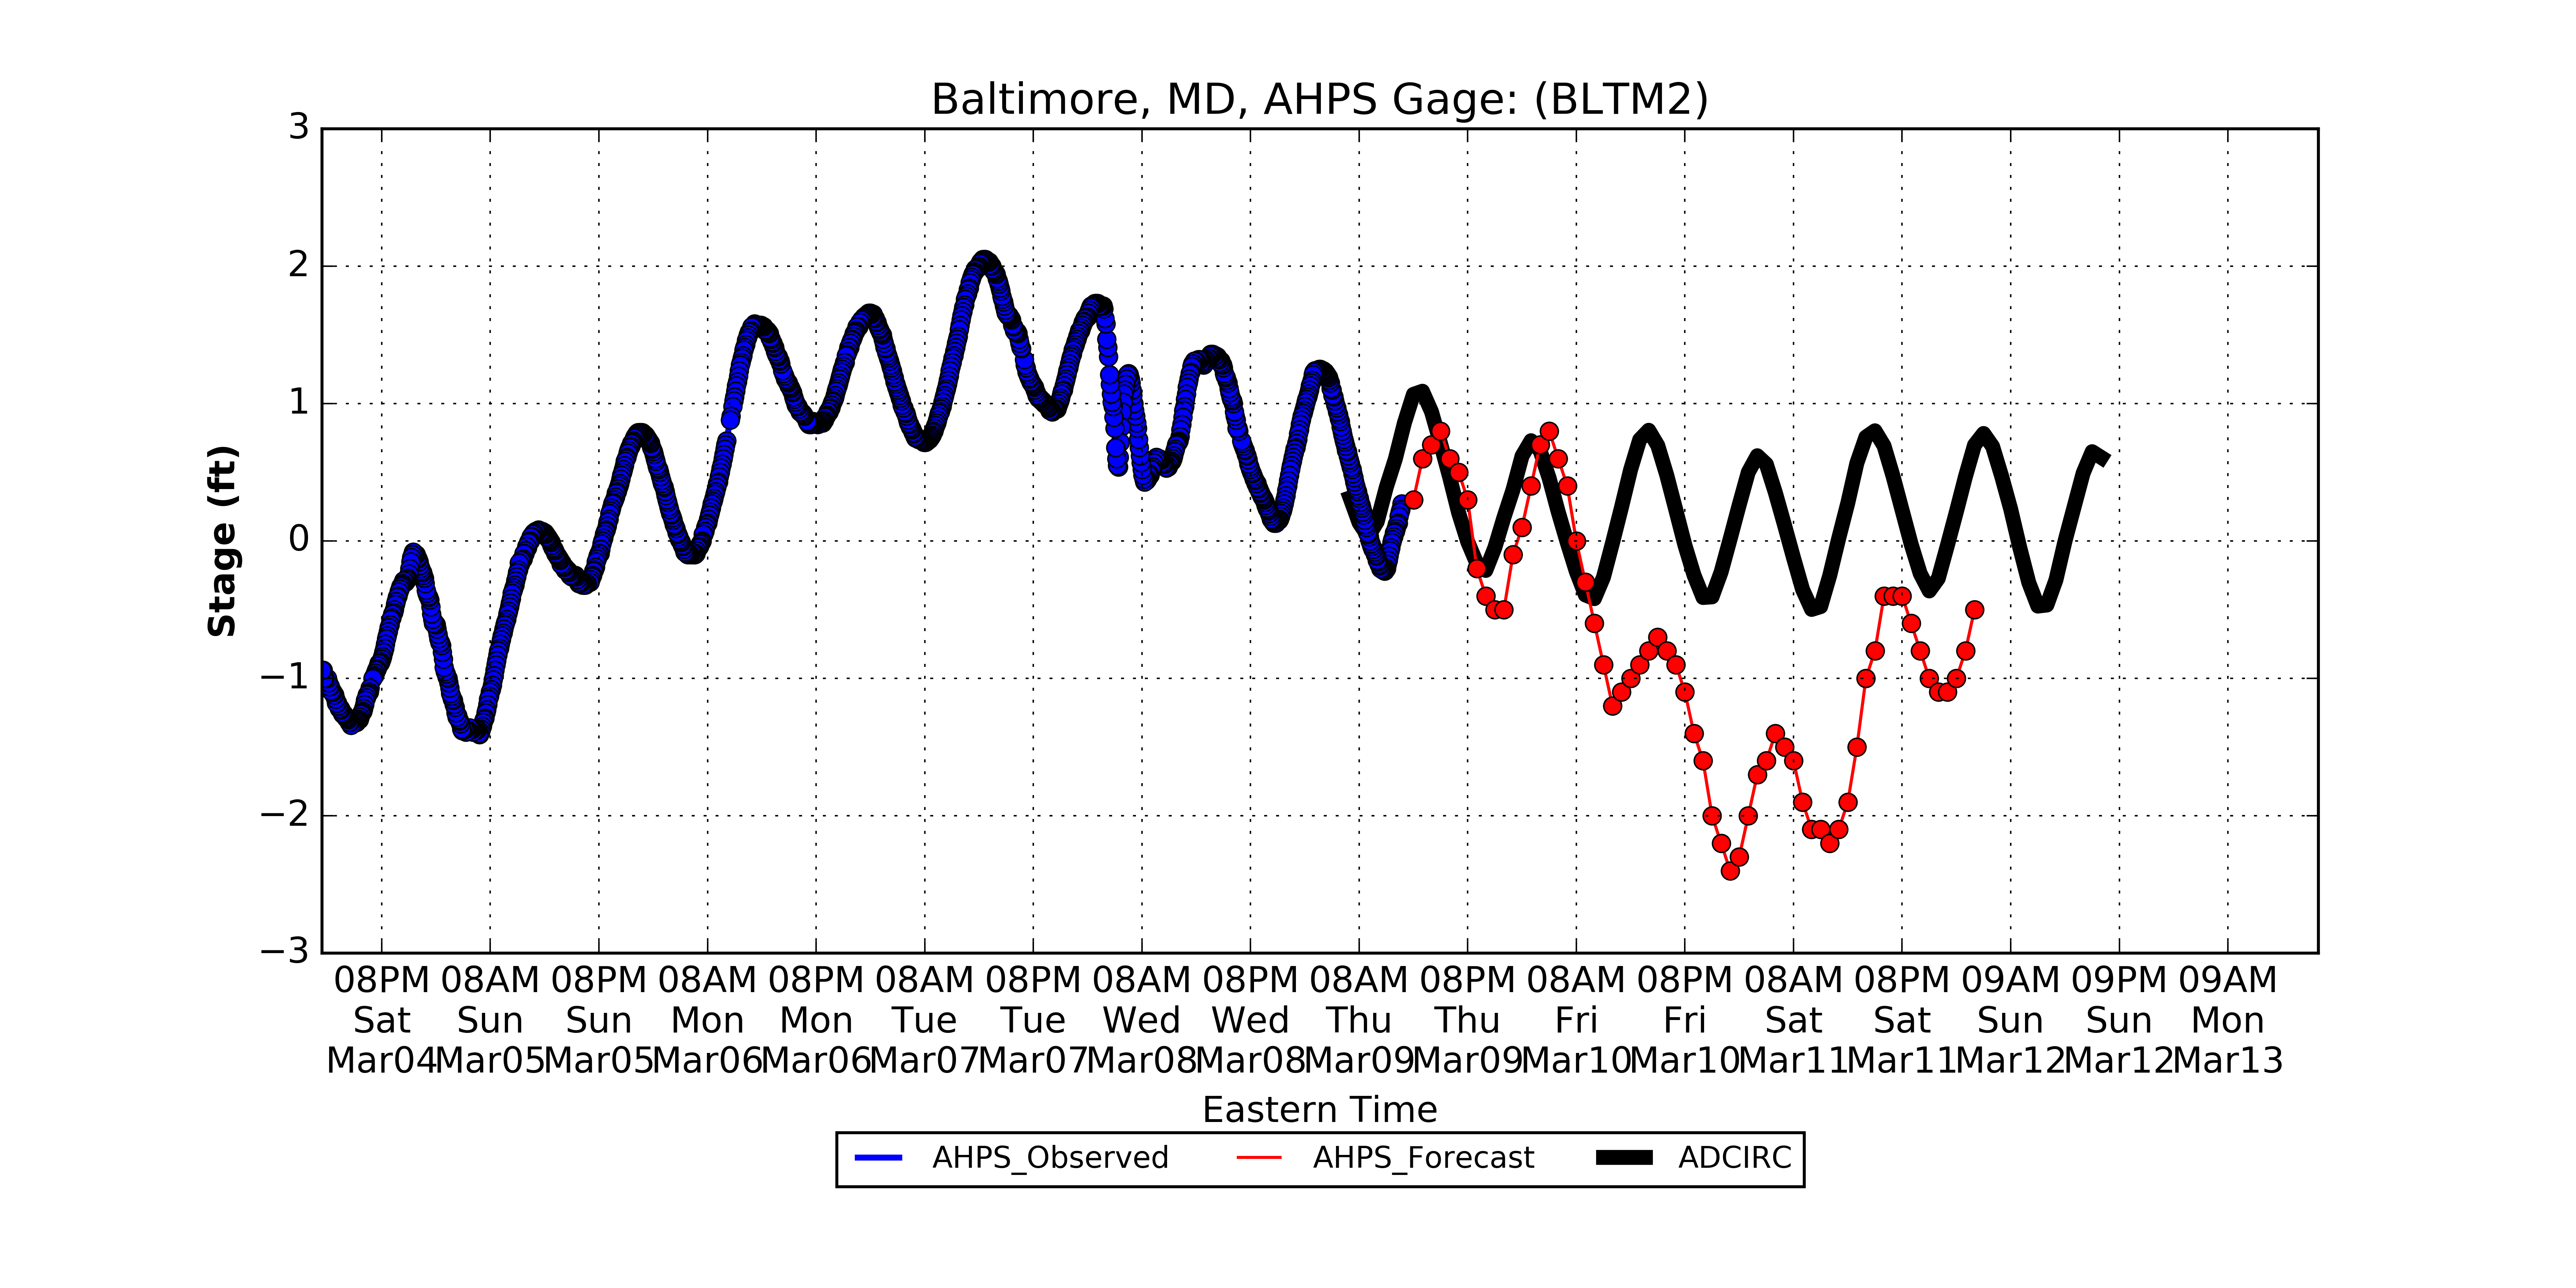 Baltimore, MD, AHPS Gage: (BLTM2)
3
2
1
0
−1
−2
−3
Stage (ft)
08PM 08AM 08PM 08AM 08PM 08AM 08PM 08AM 08PM 08AM 08PM 08AM 08PM 08AM 08PM 09AM 09PM 09AM
Sat Sun Sun Mon Mon Tue Tue Wed Wed Thu Thu Fri Fri Sat Sat Sun Sun Mon
Mar04 Mar05 Mar05 Mar06 Mar06 Mar07 Mar07 Mar08 Mar08 Mar09 Mar09 Mar10 Mar10 Mar11 Mar11 Mar12 Mar12 Mar13
Eastern Time
AHPS_Observed AHPS_Forecast ADCIRC